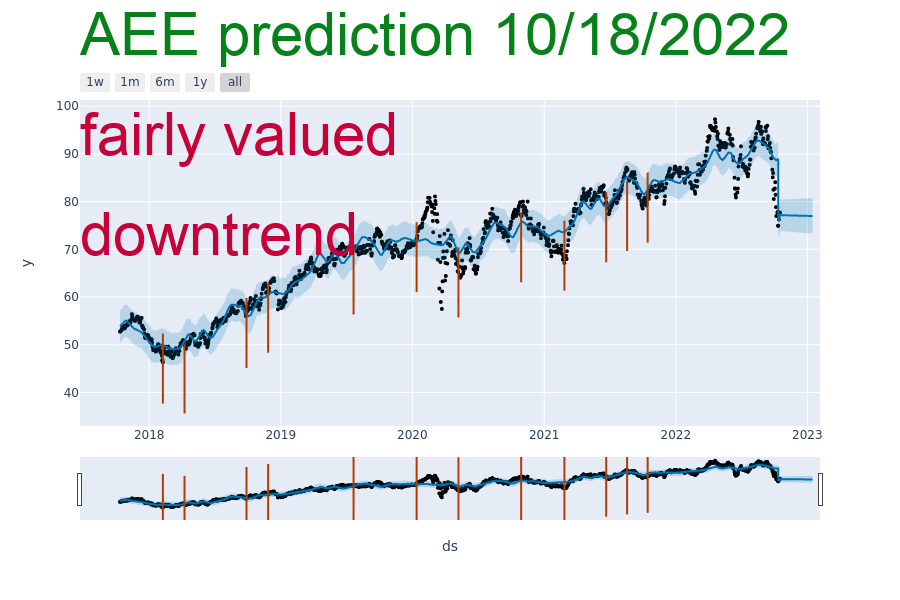 AEE prediction 10/18/2022
1w 1m 6m 1y all
fairly valued
downtrend
100
90
80
70
60
50
40
y
2018 2019 2020 2021 2022 2023
ds